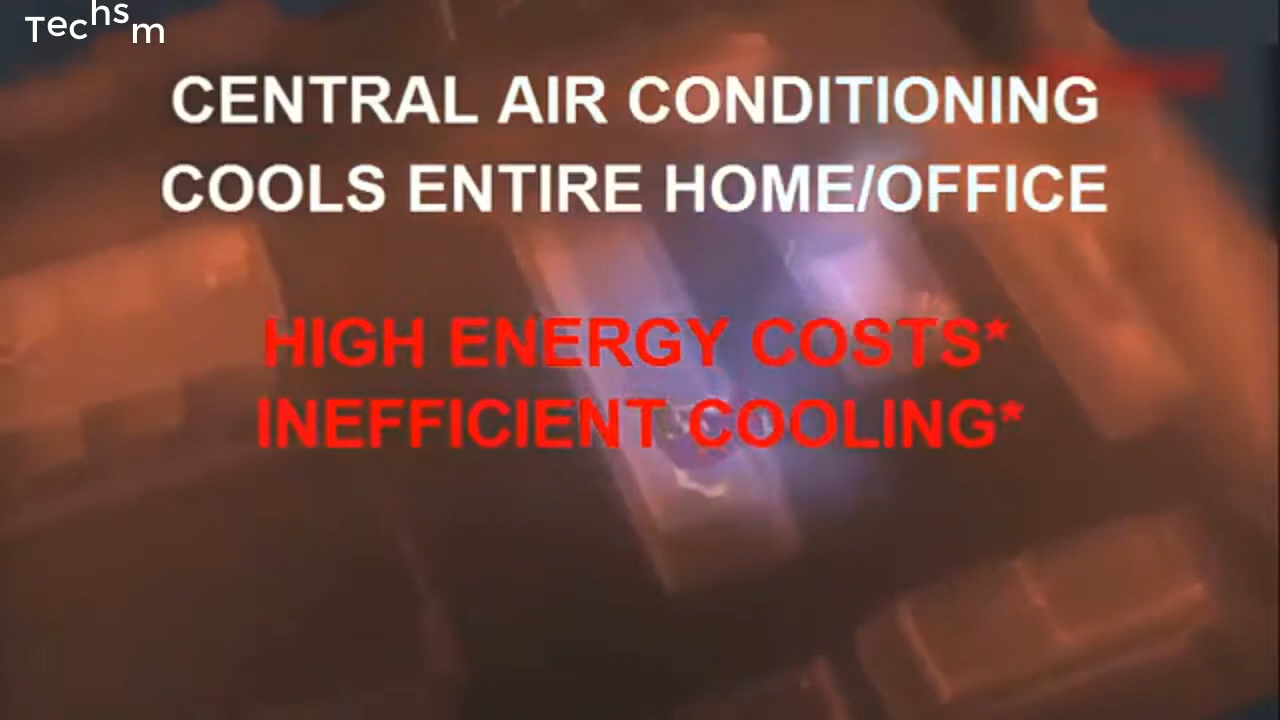 Techsm
CENTRAL AIR CONDITIONING
COOLS ENTIRE HOME/OFFICE
HIGH ENERGY COSTS*
INEFFICIENT COOLING*